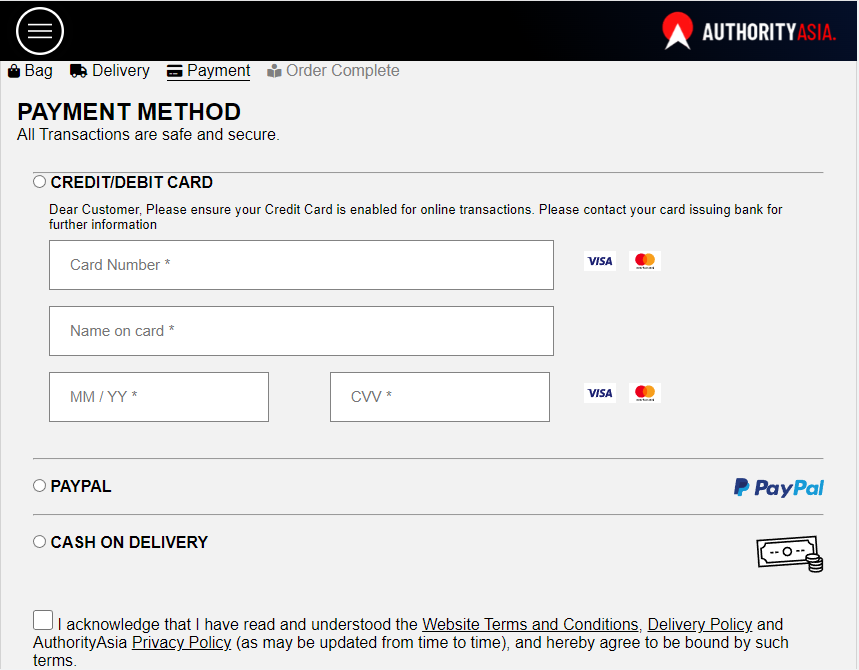 AUTHORITYASIA.
Bag Delivery Payment Order Complete
PAYMENT METHOD
All Transactions are safe and secure.
CREDIT/DEBIT CARD
Dear Customer, Please ensure your Credit Card is enabled for online transactions. Please contact your card issuing bank for
further information
Card Number *
VISA
Name on card *
MM / YY *
CVV *
VISA
PAYPAL
PayPal
CASH ON DELIVERY
I acknowledge that I have read and understood the Website Terms and Conditions, Delivery Policy and
AuthorityAsia Privacy Policy (as may be updated from time to time), and hereby agree to be bound by such
terms.